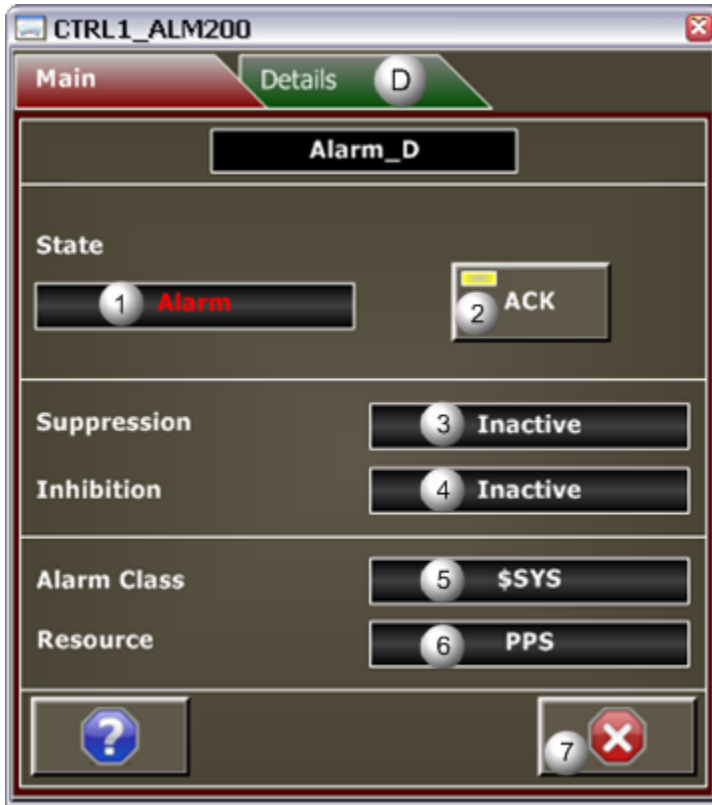 CTRL1_ALM200
Main
Details D
Alarm_D
State
1 Alarm
2 ACK
Suppression 3 Inactive
Inhibition 4 Inactive
Alarm Class 5 $SYS
Resource 6 PPS
?
7